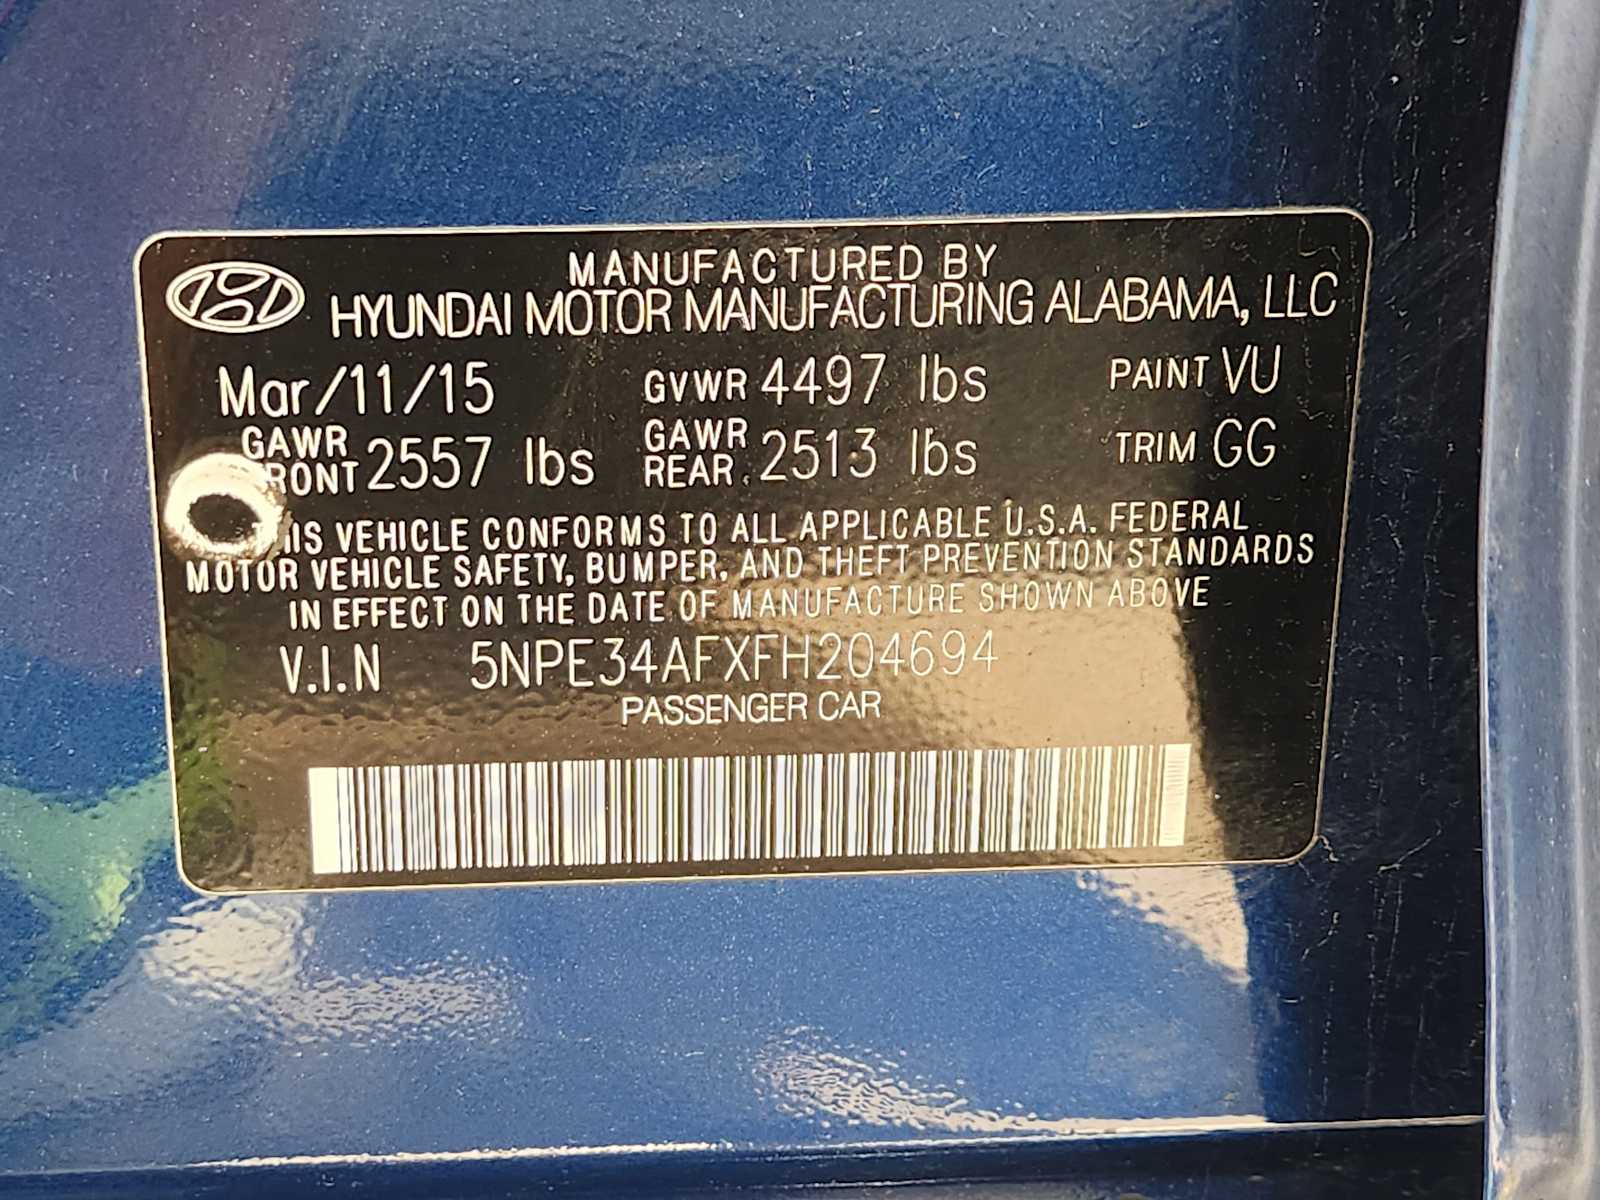 MANUFACTURED BY
HYUNDAI MOTOR MANUFACTURING ALABAMA, LLC
Mar/11/15 GVWR 4497 lbs PAINT VU
GAWR FRONT 2557 lbs GAWR REAR 2513 lbs TRIM GG
THIS VEHICLE CONFORMS TO ALL APPLICABLE U.S.A. FEDERAL
MOTOR VEHICLE SAFETY, BUMPER, AND THEFT PREVENTION STANDARDS
IN EFFECT ON THE DATE OF MANUFACTURE SHOWN ABOVE
V.I.N 5NPE34AFXFH204694
PASSENGER CAR